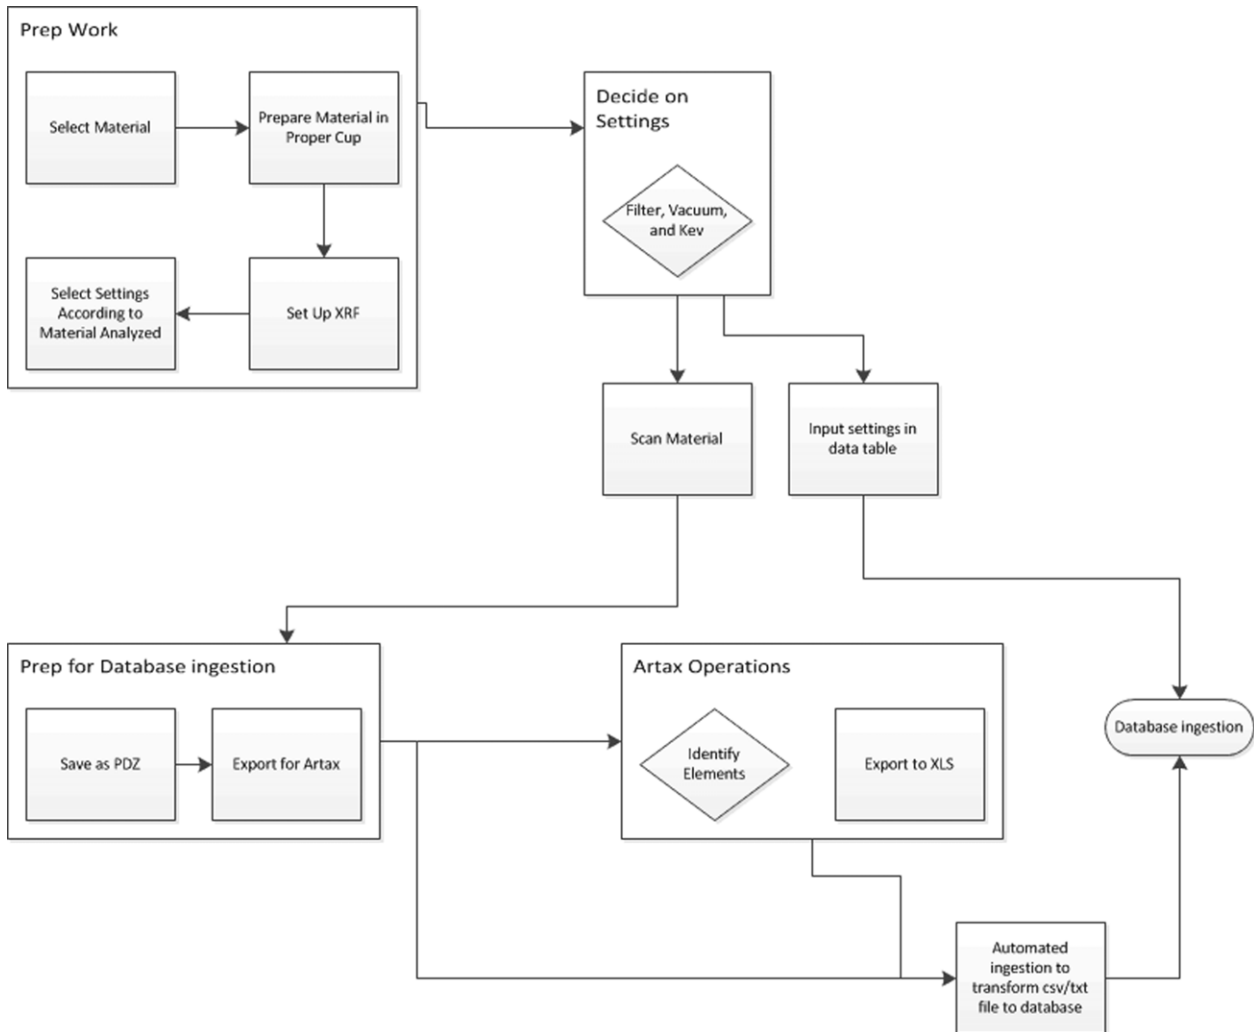 Prep Work
Select Material
Prepare Material in
Proper Cup
Select Settings
According to
Material Analyzed
Set Up XRF
Decide on
Settings
Filter, Vacuum,
and Kev
Scan Material
Input settings in
data table
Prep for Database ingestion
Save as PDZ
Export for Artax
Artax Operations
Identify
Elements
Export to XLS
Database ingestion
Automated
ingestion to
transform csv/txt
file to database